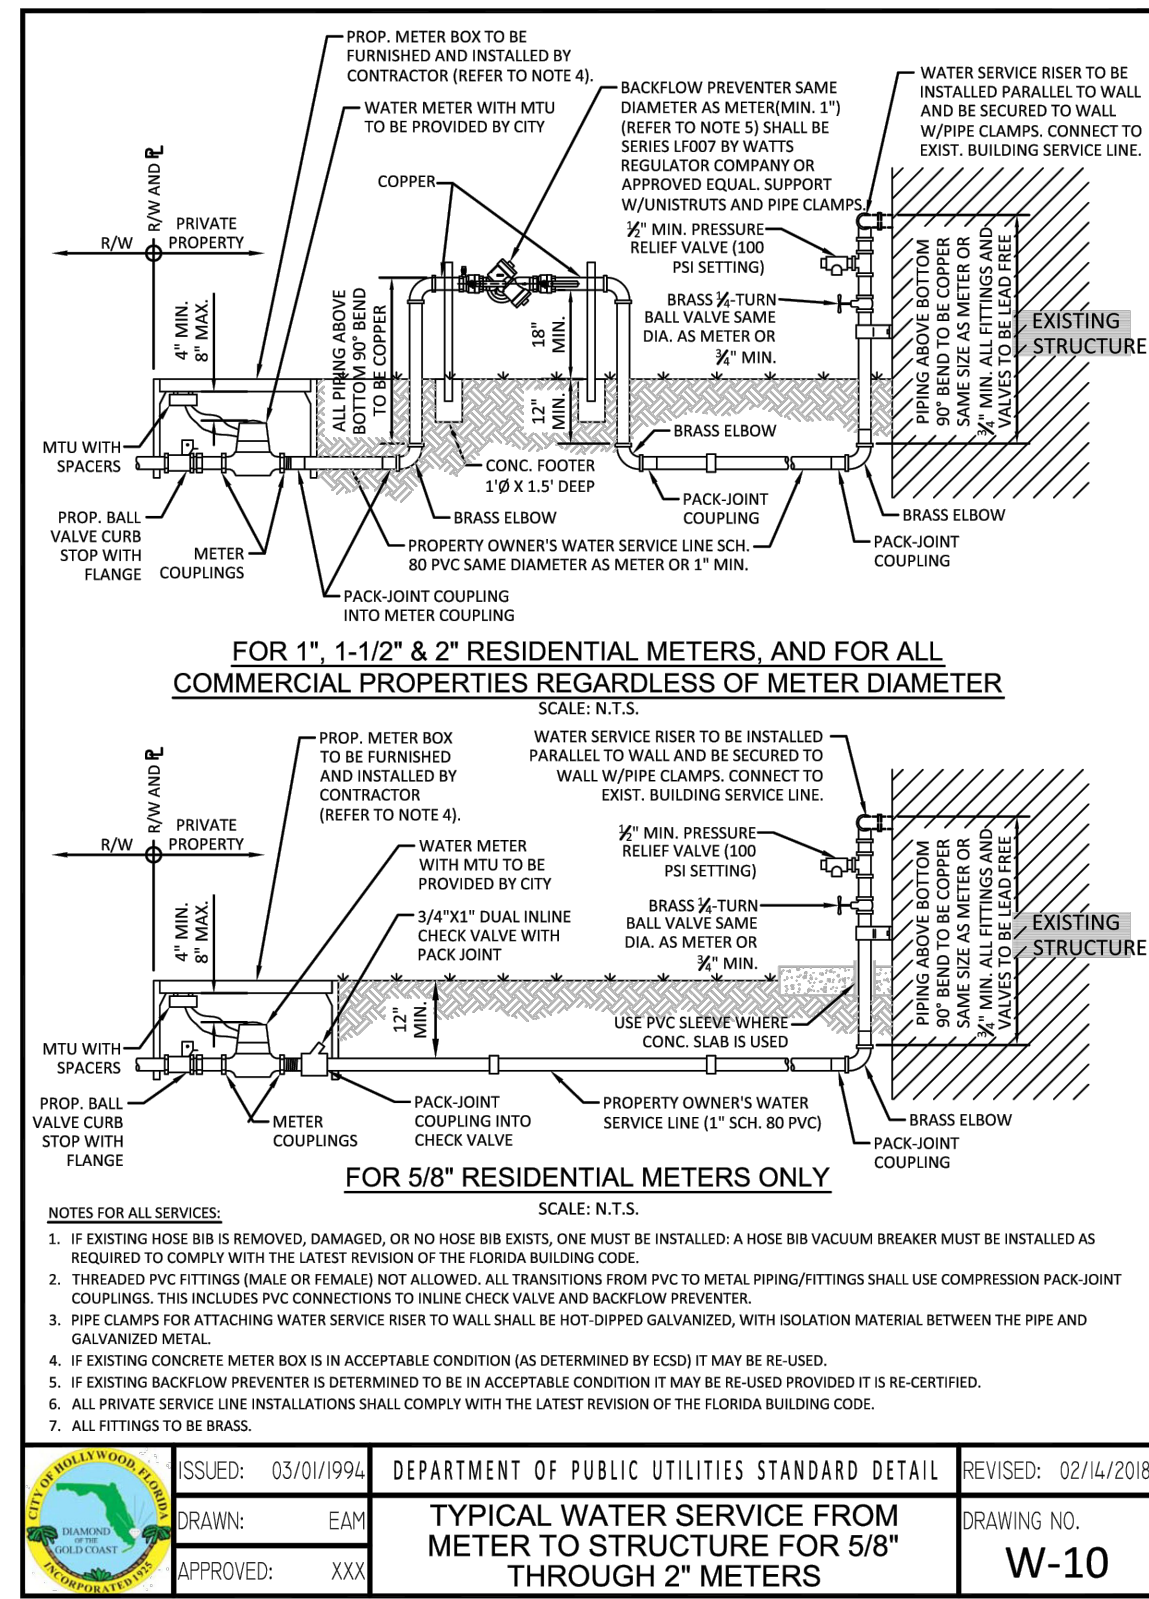 PROP. METER BOX TO BE
FURNISHED AND INSTALLED BY
CONTRACTOR (REFER TO NOTE 4).
WATER METER WITH MTU
TO BE PROVIDED BY CITY
BACKFLOW PREVENTER SAME
DIAMETER AS METER(MIN. 1")
(REFER TO NOTE 5) SHALL BE
SERIES LF007 BY WATTS
REGULATOR COMPANY OR
APPROVED EQUAL. SUPPORT
W/UNISTRUTS AND PIPE CLAMPS.
WATER SERVICE RISER TO BE
INSTALLED PARALLEL TO WALL
AND BE SECURED TO WALL
W/PIPE CLAMPS. CONNECT TO
EXIST. BUILDING SERVICE LINE.
COPPER
R/W AND PL
R/W
PRIVATE
PROPERTY
1/2" MIN. PRESSURE
RELIEF VALVE (100
PSI SETTING)
BRASS 1/4-TURN
BALL VALVE SAME
DIA. AS METER OR
3/4" MIN.
4" MIN.
8" MAX.
ALL PIPING ABOVE
BOTTOM 90° BEND
TO BE COPPER
18"
MIN.
12"
MIN.
PIPING ABOVE BOTTOM
90° BEND TO BE COPPER
SAME SIZE AS METER OR
3/4" MIN. ALL FITTINGS AND
VALVES TO BE LEAD FREE
EXISTING
STRUCTURE
MTU WITH
SPACERS
PROP. BALL
VALVE CURB
STOP WITH
FLANGE
METER
COUPLINGS
CONC. FOOTER
1'Ø X 1.5' DEEP
BRASS ELBOW
BRASS ELBOW
PACK-JOINT
COUPLING
BRASS ELBOW
PACK-JOINT
COUPLING
PROPERTY OWNER'S WATER SERVICE LINE SCH.
80 PVC SAME DIAMETER AS METER OR 1" MIN.
PACK-JOINT COUPLING
INTO METER COUPLING
FOR 1", 1-1/2" & 2" RESIDENTIAL METERS, AND FOR ALL
COMMERCIAL PROPERTIES REGARDLESS OF METER DIAMETER
SCALE: N.T.S.
PROP. METER BOX
TO BE FURNISHED
AND INSTALLED BY
CONTRACTOR
(REFER TO NOTE 4).
WATER SERVICE RISER TO BE INSTALLED
PARALLEL TO WALL AND BE SECURED TO
WALL W/PIPE CLAMPS. CONNECT TO
EXIST. BUILDING SERVICE LINE.
R/W AND PL
R/W
PRIVATE
PROPERTY
WATER METER
WITH MTU TO BE
PROVIDED BY CITY
3/4"X1" DUAL INLINE
CHECK VALVE WITH
PACK JOINT
1/2" MIN. PRESSURE
RELIEF VALVE (100
PSI SETTING)
BRASS 1/4-TURN
BALL VALVE SAME
DIA. AS METER OR
3/4" MIN.
4" MIN.
8" MAX.
12"
MIN.
PIPING ABOVE BOTTOM
90° BEND TO BE COPPER
SAME SIZE AS METER OR
3/4" MIN. ALL FITTINGS AND
VALVES TO BE LEAD FREE
EXISTING
STRUCTURE
USE PVC SLEEVE WHERE
CONC. SLAB IS USED
MTU WITH
SPACERS
PROP. BALL
VALVE CURB
STOP WITH
FLANGE
METER
COUPLINGS
PACK-JOINT
COUPLING INTO
CHECK VALVE
PROPERTY OWNER'S WATER
SERVICE LINE (1" SCH. 80 PVC)
BRASS ELBOW
PACK-JOINT
COUPLING
FOR 5/8" RESIDENTIAL METERS ONLY
SCALE: N.T.S.
NOTES FOR ALL SERVICES:
1. IF EXISTING HOSE BIB IS REMOVED, DAMAGED, OR NO HOSE BIB EXISTS, ONE MUST BE INSTALLED: A HOSE BIB VACUUM BREAKER MUST BE INSTALLED AS
REQUIRED TO COMPLY WITH THE LATEST REVISION OF THE FLORIDA BUILDING CODE.
2. THREADED PVC FITTINGS (MALE OR FEMALE) NOT ALLOWED. ALL TRANSITIONS FROM PVC TO METAL PIPING/FITTINGS SHALL USE COMPRESSION PACK-JOINT
COUPLINGS. THIS INCLUDES PVC CONNECTIONS TO INLINE CHECK VALVE AND BACKFLOW PREVENTER.
3. PIPE CLAMPS FOR ATTACHING WATER SERVICE RISER TO WALL SHALL BE HOT-DIPPED GALVANIZED, WITH ISOLATION MATERIAL BETWEEN THE PIPE AND
GALVANIZED METAL.
4. IF EXISTING CONCRETE METER BOX IS IN ACCEPTABLE CONDITION (AS DETERMINED BY ECSD) IT MAY BE RE-USED.
5. IF EXISTING BACKFLOW PREVENTER IS DETERMINED TO BE IN ACCEPTABLE CONDITION IT MAY BE RE-USED PROVIDED IT IS RE-CERTIFIED.
6. ALL PRIVATE SERVICE LINE INSTALLATIONS SHALL COMPLY WITH THE LATEST REVISION OF THE FLORIDA BUILDING CODE.
7. ALL FITTINGS TO BE BRASS.
CITY OF HOLLYWOOD, FLORIDA
DIAMOND
OF THE
GOLD COAST
INCORPORATED 1925
ISSUED: 03/01/1994
DRAWN: EAM
APPROVED: XXX
DEPARTMENT OF PUBLIC UTILITIES STANDARD DETAIL
TYPICAL WATER SERVICE FROM
METER TO STRUCTURE FOR 5/8"
THROUGH 2" METERS
REVISED: 02/14/2018
DRAWING NO.
W-10